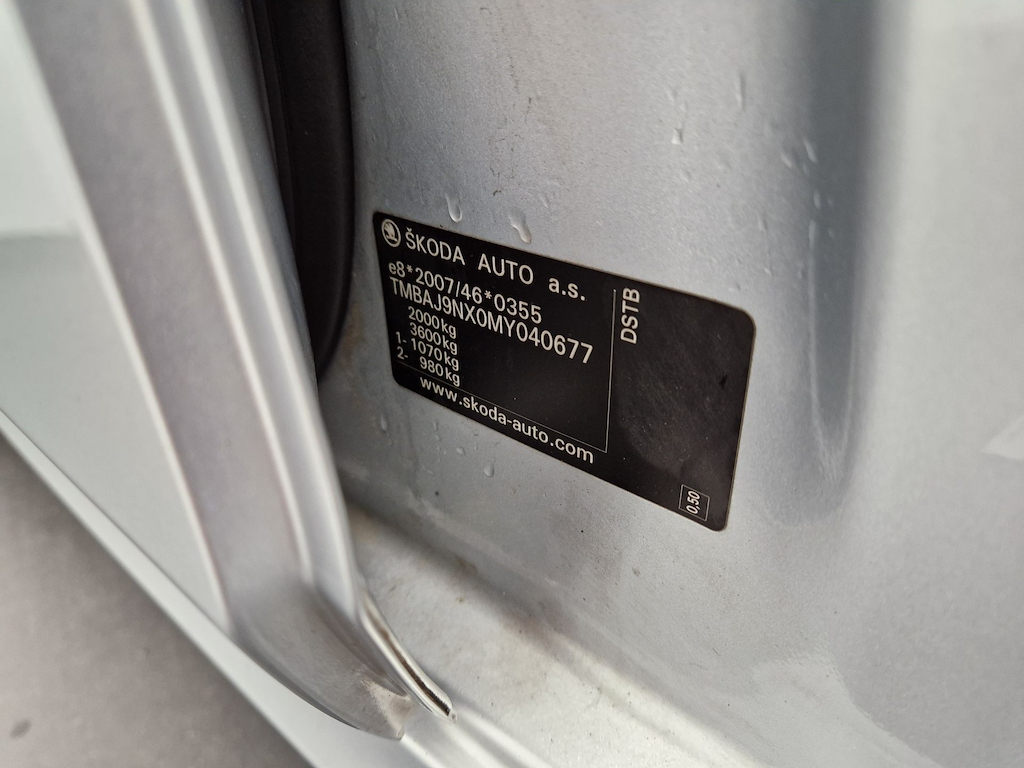 ŠKODA AUTO a.s.
e8*2007/46*0355
TMBAJ9NX0MY040677
2000kg
3600kg
1- 1070kg
2- 980kg
www.skoda-auto.com
DSTB
0,50